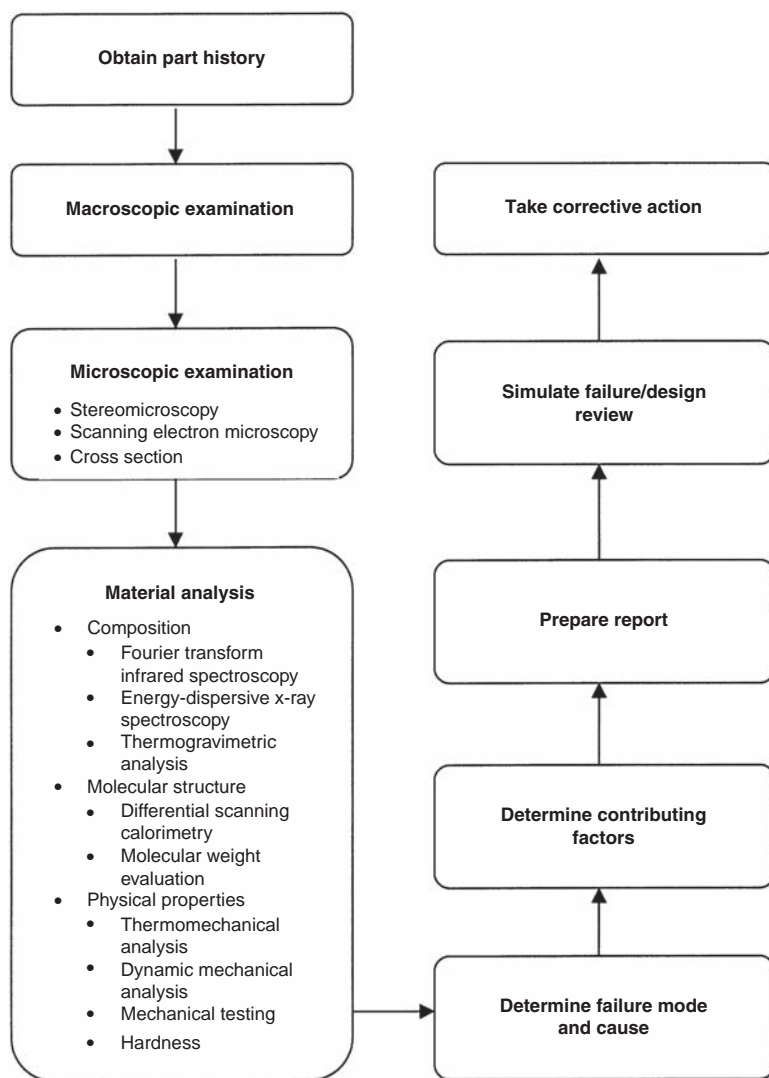 Obtain part history
Macroscopic examination
Microscopic examination
• Stereomicroscopy
• Scanning electron microscopy
• Cross section
Material analysis
• Composition
• Fourier transform
infrared spectroscopy
• Energy-dispersive x-ray
spectroscopy
• Thermogravimetric
analysis
• Molecular structure
• Differential scanning
calorimetry
• Molecular weight
evaluation
• Physical properties
• Thermomechanical
analysis
• Dynamic mechanical
analysis
• Mechanical testing
• Hardness
Determine failure mode
and cause
Determine contributing
factors
Prepare report
Simulate failure/design
review
Take corrective action